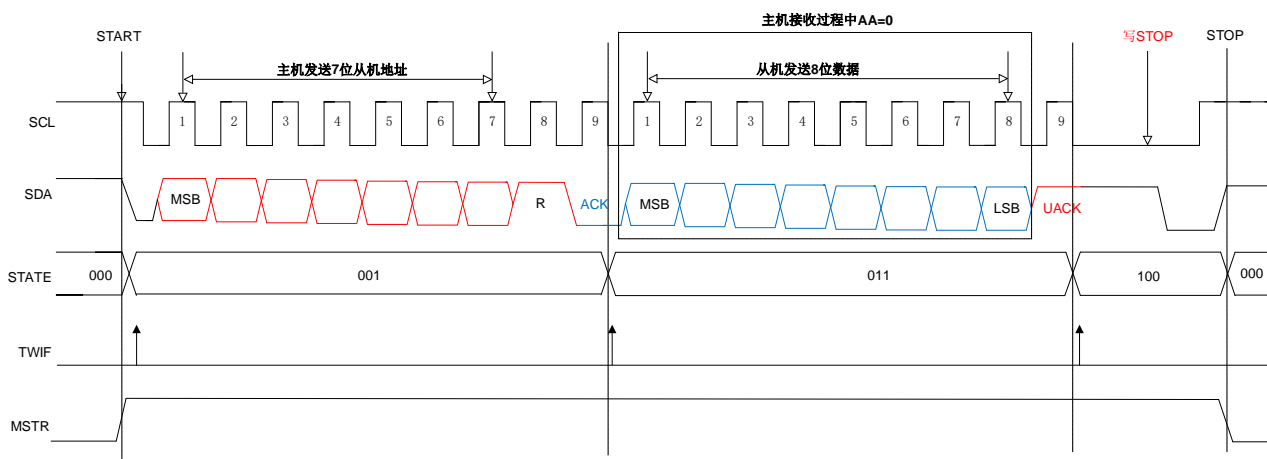 主机接收过程中AA=0
START
写STOP
STOP
主机发送7位从机地址
从机发送8位数据
SCL
1 2 3 4 5 6 7 8 9 1 2 3 4 5 6 7 8 9
SDA
MSB R ACK MSB LSB UACK
STATE
000 001 011 100 000
TWIF
MSTR